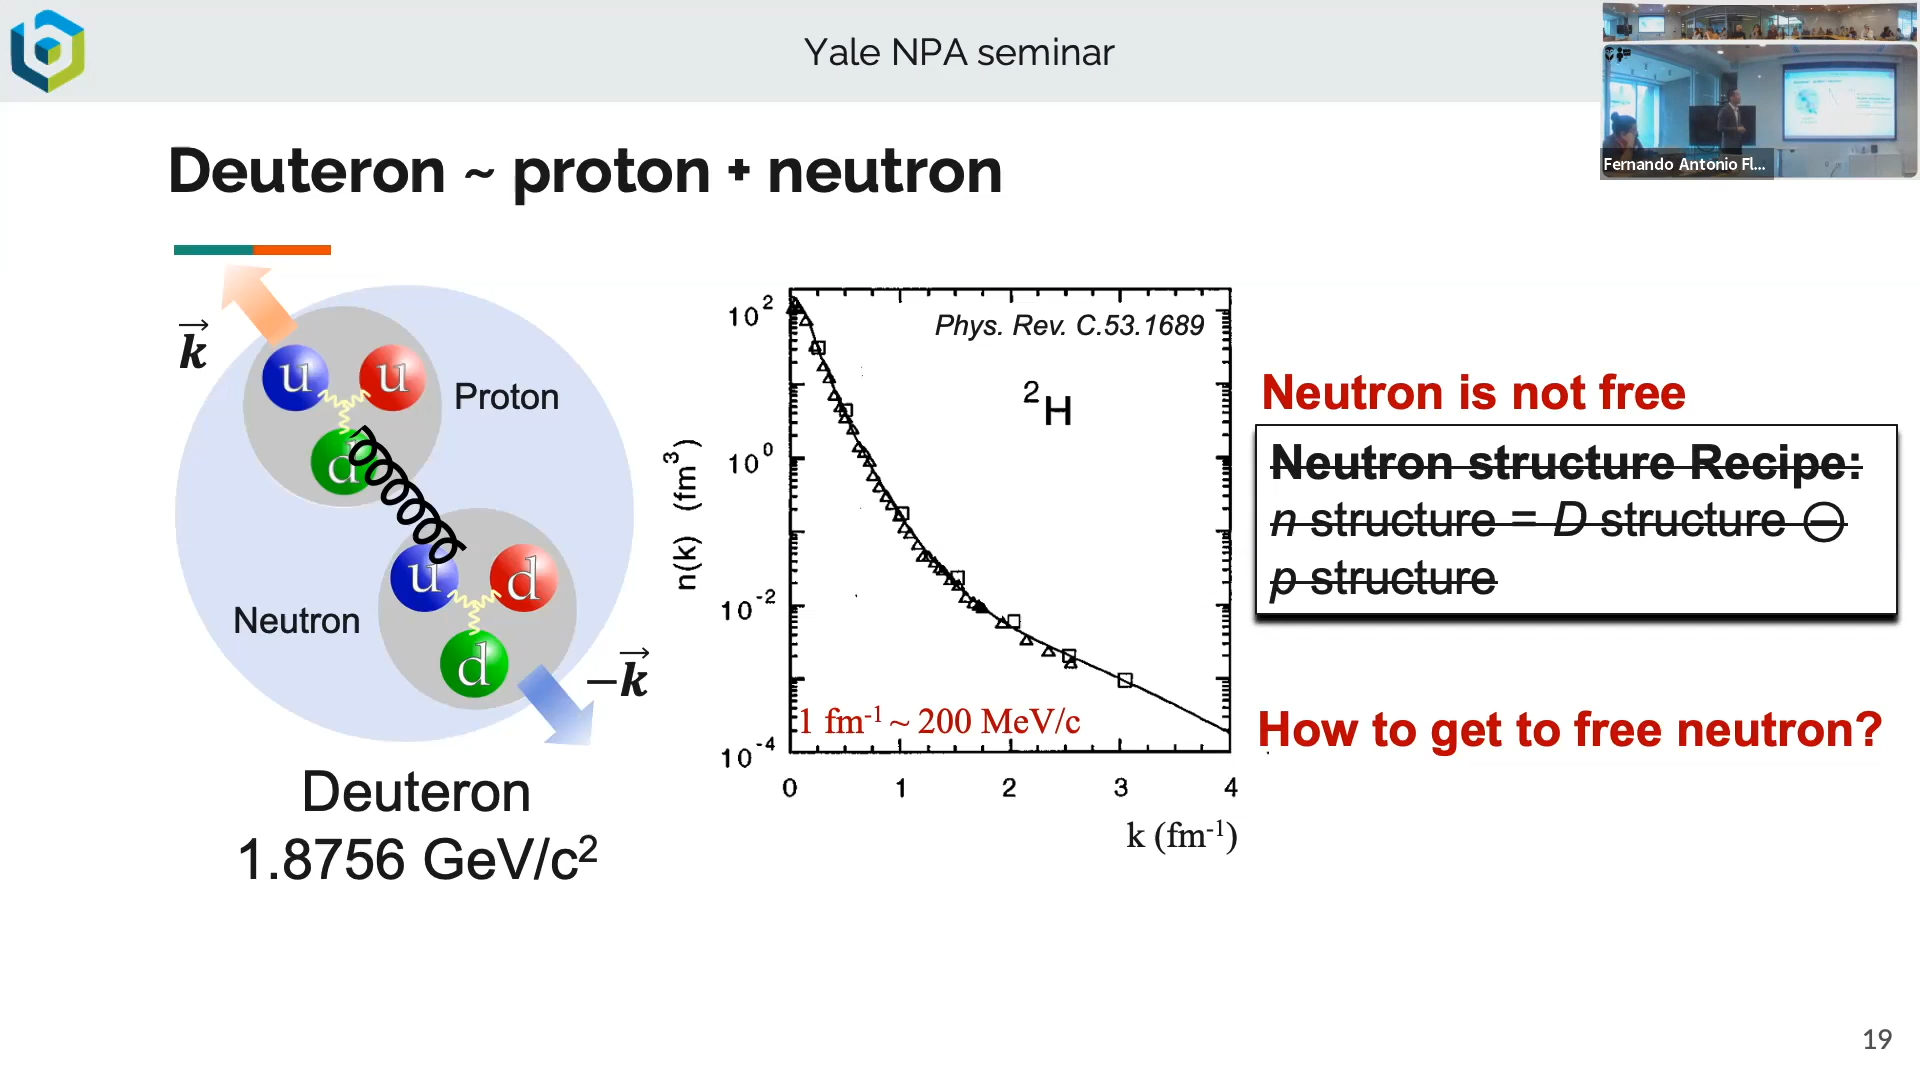 Yale NPA seminar
Fernando Antonio Fl...
Deuteron ~ proton + neutron
k
u
u
d
Proton
u
d
d
Neutron
−k
Deuteron
1.8756 GeV/c²
10²
10⁰
10⁻²
10⁻⁴
n(k) (fm³)
Phys. Rev. C.53.1689
²H
1 fm⁻¹ ~ 200 MeV/c
0 1 2 3 4
k (fm⁻¹)
Neutron is not free
Neutron structure Recipe:
n structure = D structure ⊖
p structure
How to get to free neutron?
19